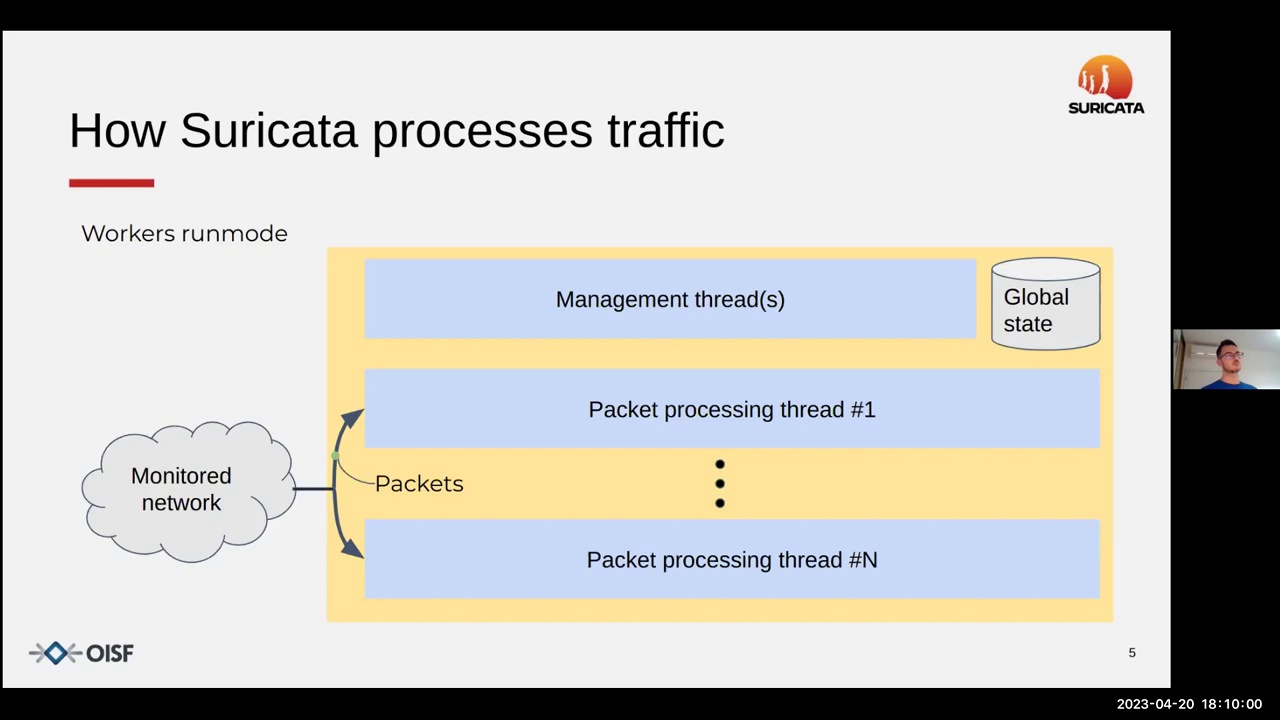 SURICATA
How Suricata processes traffic
Workers runmode
Management thread(s)
Global
state
Packet processing thread #1
Monitored
network
Packets
Packet processing thread #N
OISF
5
2023-04-20 18:10:00